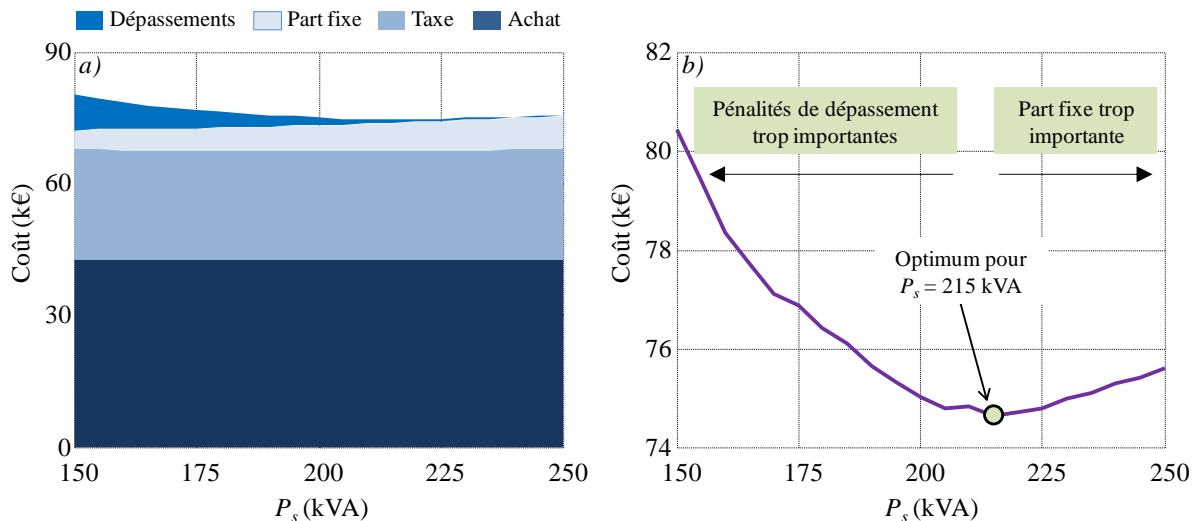 Dépassements Part fixe Taxe Achat
a)
90
60
30
0
Coût (k€)
150 175 200 225 250
P_s (kVA)
b)
82
80
78
76
74
Coût (k€)
Pénalités de dépassement
trop importantes
Part fixe trop
importante
Optimum pour
P_s = 215 kVA
150 175 200 225 250
P_s (kVA)